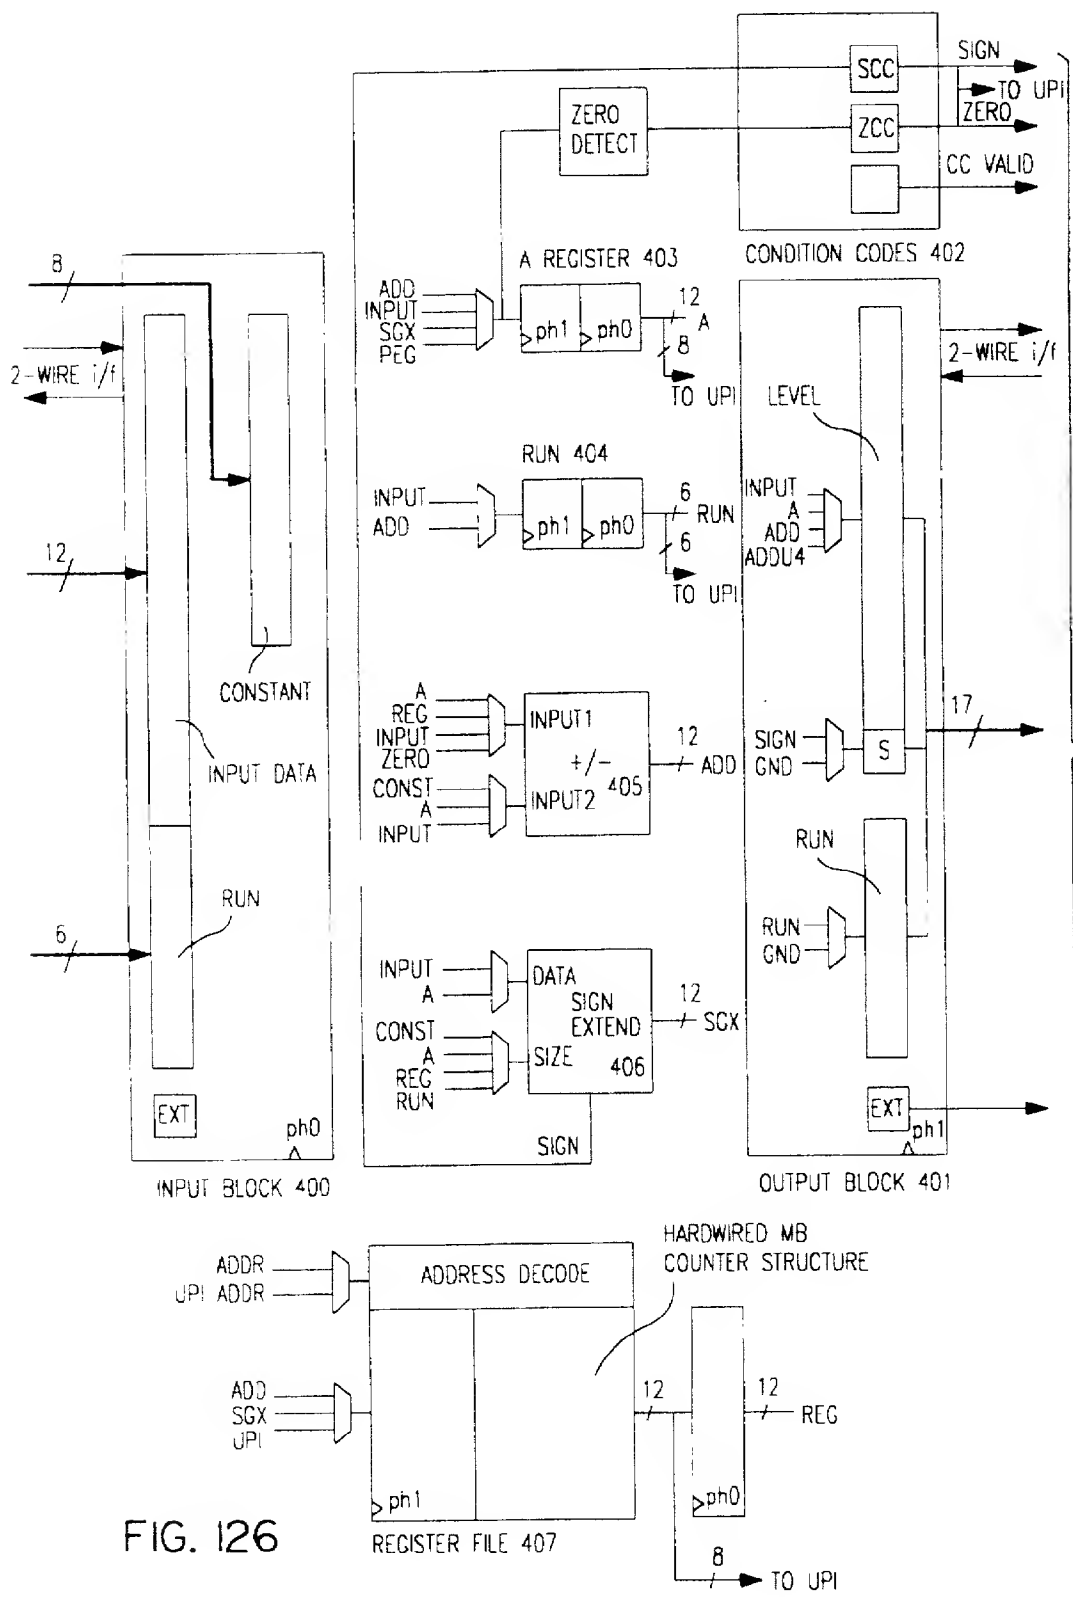 SIGN
SCC
TO UPI
ZERO
DETECT
ZCC
ZERO
CC VALID
CONDITION CODES 402
8
2-WIRE i/f
12
CONSTANT
INPUT DATA
RUN
6
EXT
ph0
INPUT BLOCK 400
A REGISTER 403
ADD
INPUT
SGX
PEG
ph1
ph0
12
A
8
TO UPI
RUN 404
INPUT
ADD
ph1
ph0
6
RUN
6
TO UPI
A
REG
INPUT
ZERO
CONST
A
INPUT
INPUT1
+/-
405
INPUT2
12
ADD
INPUT
A
CONST
A
REG
RUN
DATA
SIGN
EXTEND
SIZE
406
12
SGX
SIGN
2-WIRE i/f
LEVEL
INPUT
A
ADD
ADDU4
17
SIGN
GND
S
RUN
RUN
GND
EXT
ph1
OUTPUT BLOCK 401
HARDWIRED MB
COUNTER STRUCTURE
ADDR
UPI ADDR
ADDRESS DECODE
ADD
SGX
UPI
12
12
REG
ph1
ph0
REGISTER FILE 407
8
TO UPI
FIG. 126